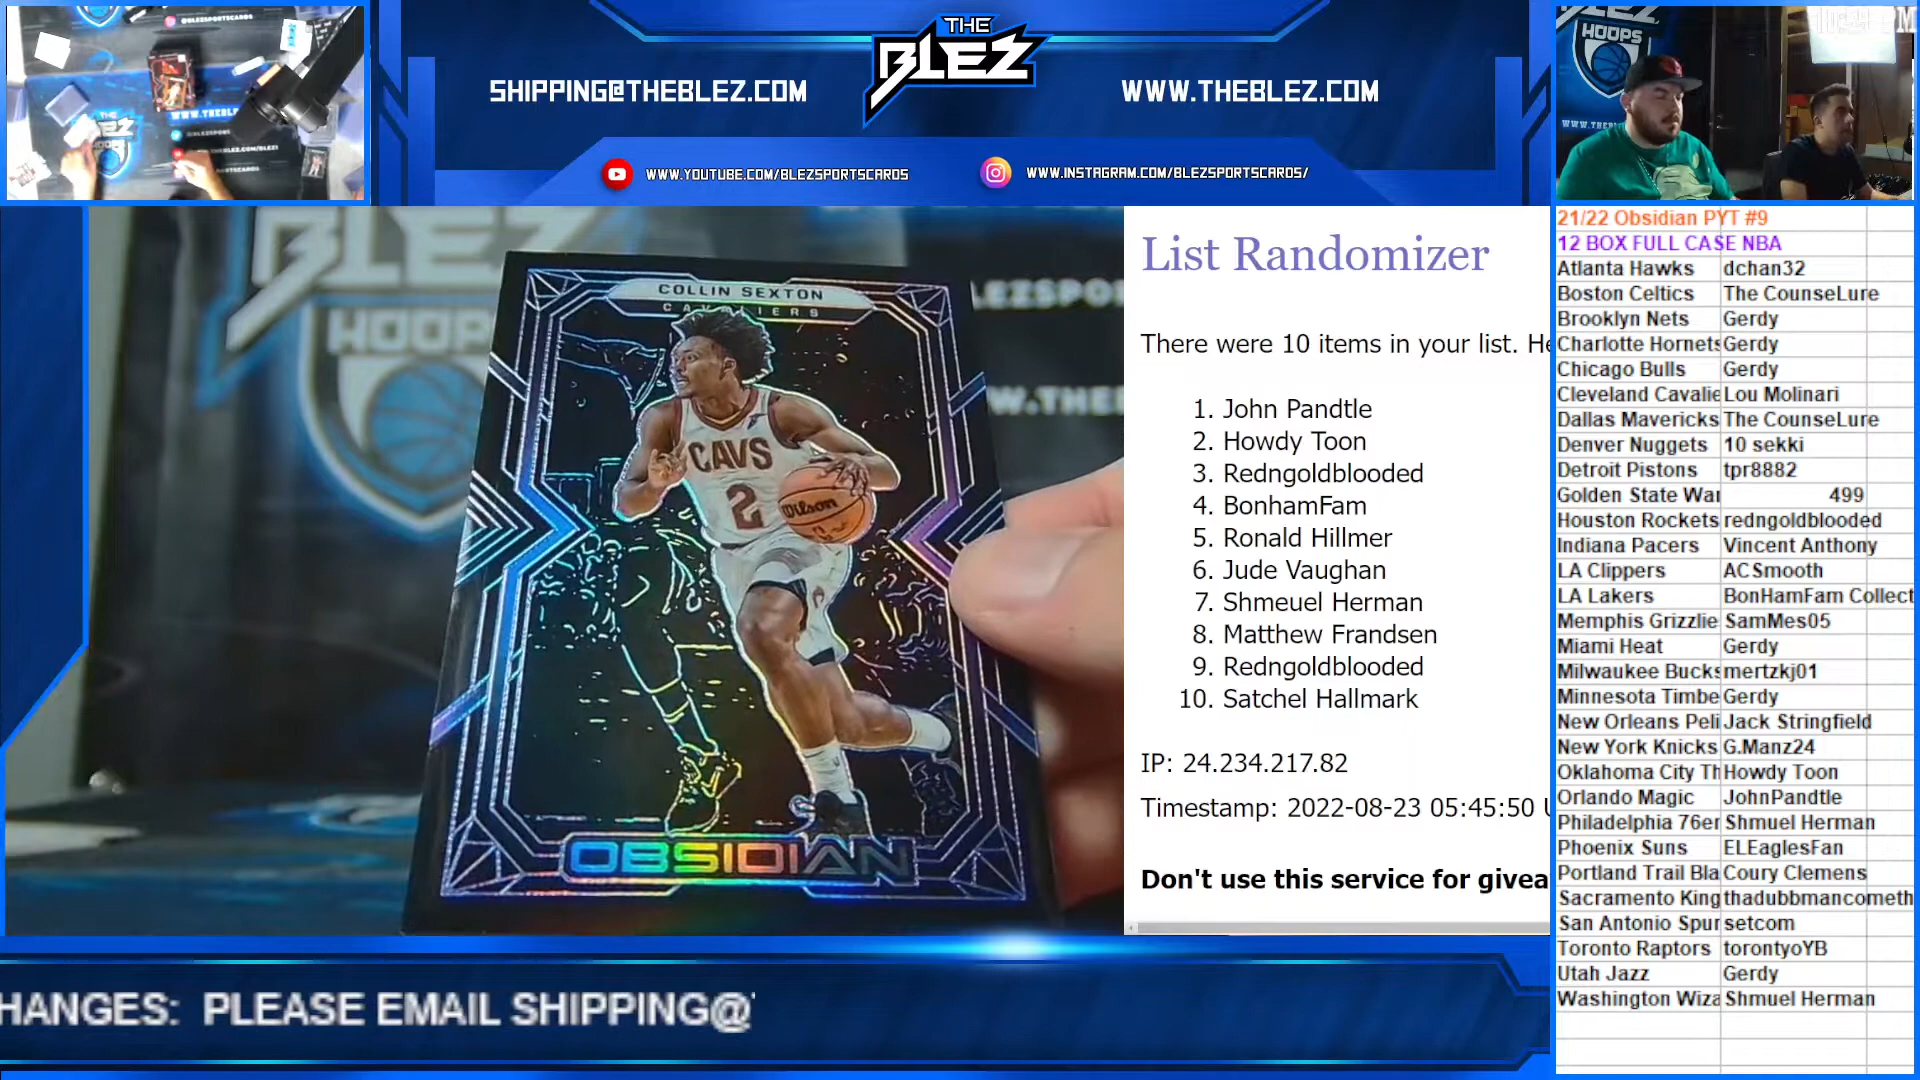 THE
BLEZ
SHIPPING@THEBLEZ.COM
WWW.THEBLEZ.COM
WWW.YOUTUBE.COM/BLEZSPORTSCARDS
WWW.INSTAGRAM.COM/BLEZSPORTSCARDS/
BLEZ
HOOPS
COLLIN SEXTON
CAVALIERS
CAVS
2
Wilson
OBSIDIAN
List Randomizer
There were 10 items in your list. He
1. John Pandtle
2. Howdy Toon
3. Redngoldblooded
4. BonhamFam
5. Ronald Hillmer
6. Jude Vaughan
7. Shmeuel Herman
8. Matthew Frandsen
9. Redngoldblooded
10. Satchel Hallmark
IP: 24.234.217.82
Timestamp: 2022-08-23 05:45:50 U
Don't use this service for givea
21/22 Obsidian PYT #9
12 BOX FULL CASE NBA
Atlanta Hawks dchan32
Boston Celtics The CounseLure
Brooklyn Nets Gerdy
Charlotte Hornets Gerdy
Chicago Bulls Gerdy
Cleveland Cavalie Lou Molinari
Dallas Mavericks The CounseLure
Denver Nuggets 10 sekki
Detroit Pistons tpr8882
Golden State War 499
Houston Rockets redngoldblooded
Indiana Pacers Vincent Anthony
LA Clippers ACSmooth
LA Lakers BonHamFam Collect
Memphis Grizzlie SamMes05
Miami Heat Gerdy
Milwaukee Bucks mertzkj01
Minnesota Timbe Gerdy
New Orleans Peli Jack Stringfield
New York Knicks G.Manz24
Oklahoma City Th Howdy Toon
Orlando Magic JohnPandtle
Philadelphia 76er Shmuel Herman
Phoenix Suns ELEaglesFan
Portland Trail Bla Coury Clemens
Sacramento King thadubbmancometh
San Antonio Spur setcom
Toronto Raptors torontyoYB
Utah Jazz Gerdy
Washington Wiza Shmuel Herman
HANGES: PLEASE EMAIL SHIPPING@